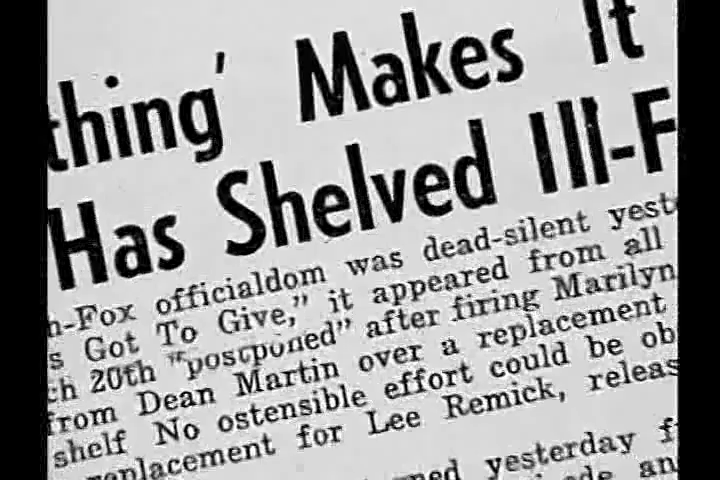 thing' Makes It
Has Shelved Ill-F
h-Fox officialdom was dead-silent yest
s Got To Give," it appeared from all
ch 20th "postponed" after firing Marilyn
from Dean Martin over a replacement
shelf No ostensible effort could be ob
replacement for Lee Remick, releas
ned yesterday f